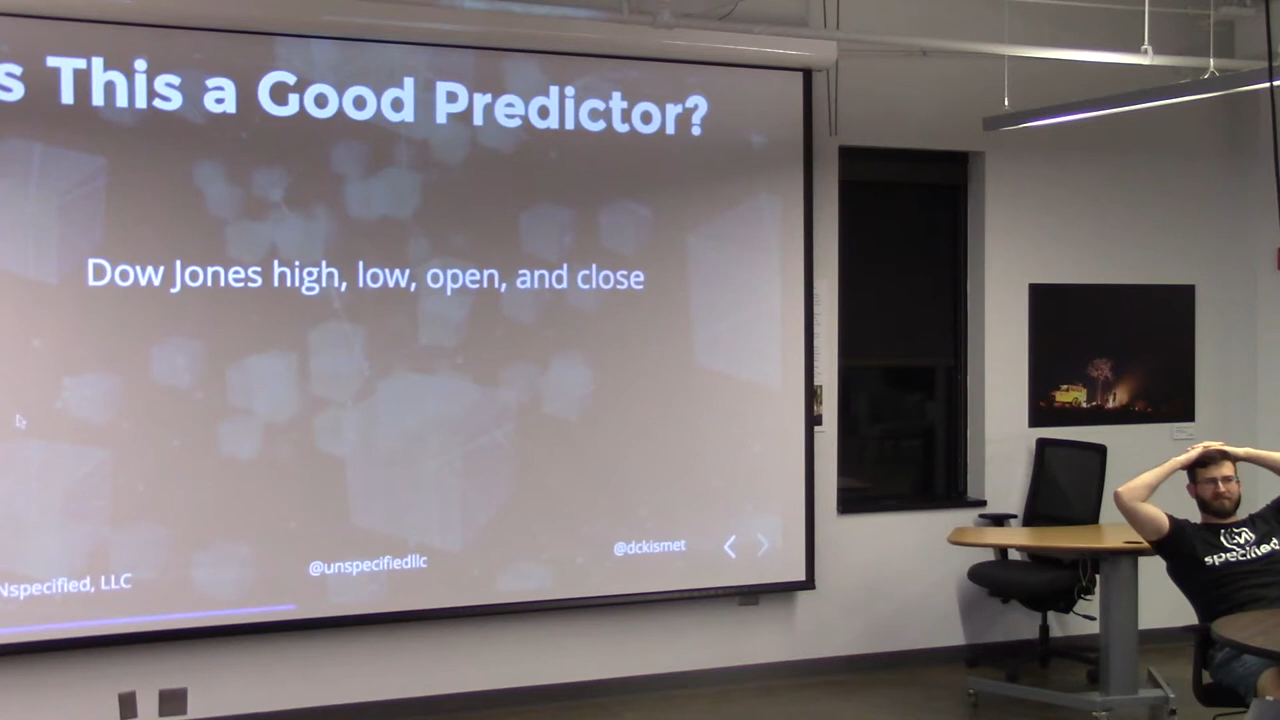 s This a Good Predictor?
Dow Jones high, low, open, and close
Nspecified, LLC
@unspecifiedllc
@dckismet
specified